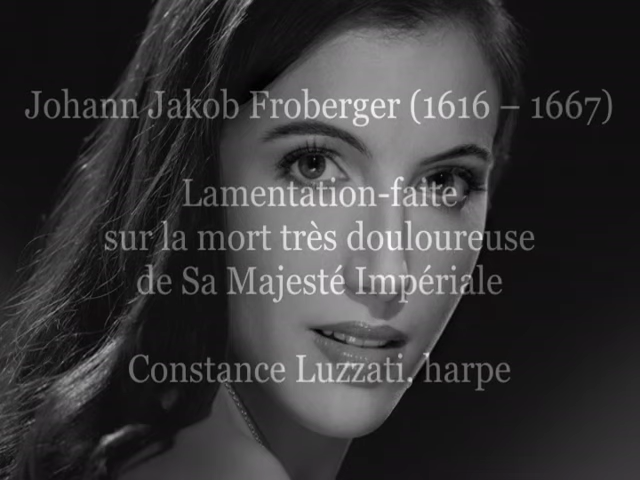 Johann Jakob Froberger (1616 – 1667)
Lamentation-faite
sur la mort très douloureuse
de Sa Majesté Impériale
Constance Luzzati, harpe